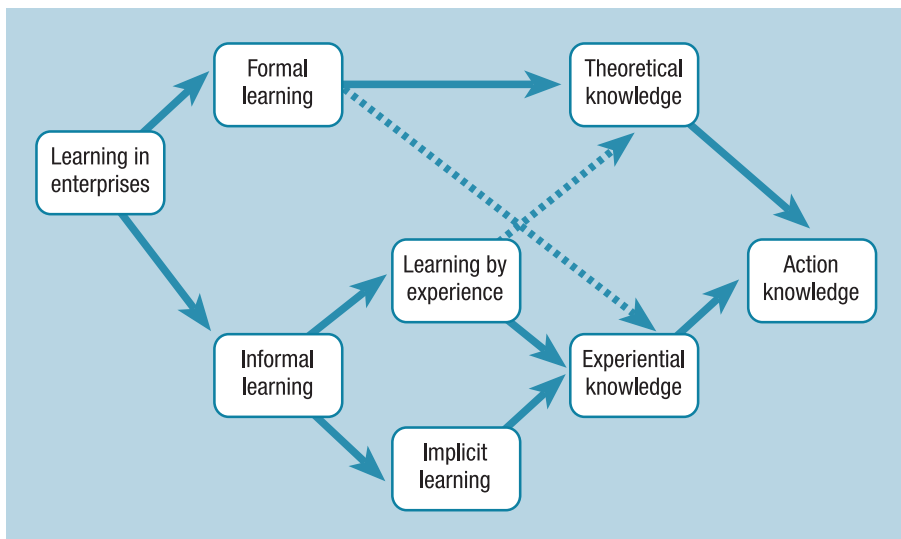 Formal
learning
Theoretical
knowledge
Learning in
enterprises
Learning by
experience
Action
knowledge
Informal
learning
Experiential
knowledge
Implicit
learning